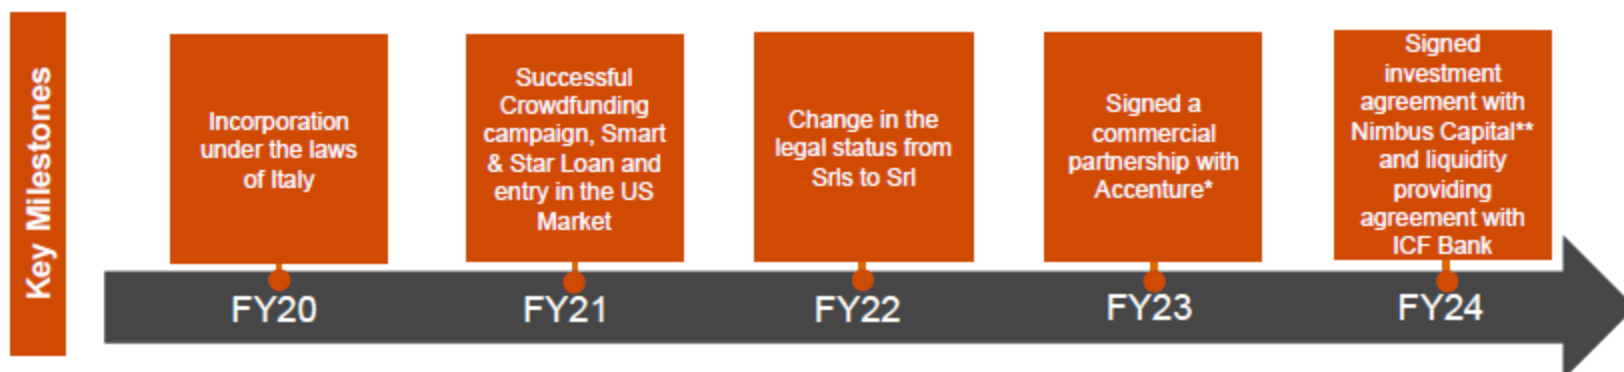 Key Milestones
Incorporation
under the laws
of Italy
Successful
Crowdfunding
campaign, Smart
& Star Loan and
entry in the US
Market
Change in the
legal status from
Srls to Srl
Signed a
commercial
partnership with
Accenture*
Signed
investment
agreement with
Nimbus Capital**
and liquidity
providing
agreement with
ICF Bank
FY20
FY21
FY22
FY23
FY24